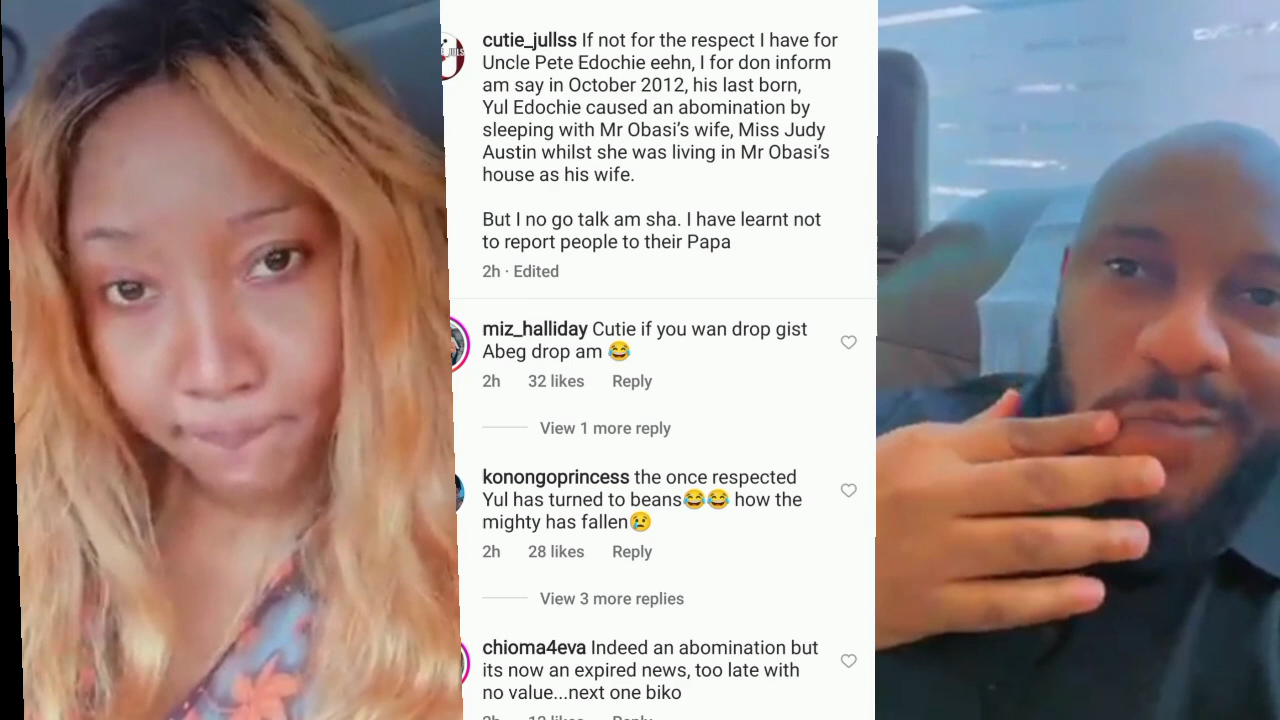 cutie_jullss If not for the respect I have for
Uncle Pete Edochie eehn, I for don inform
am say in October 2012, his last born,
Yul Edochie caused an abomination by
sleeping with Mr Obasi’s wife, Miss Judy
Austin whilst she was living in Mr Obasi’s
house as his wife.
But I no go talk am sha. I have learnt not
to report people to their Papa
2h · Edited
miz_halliday Cutie if you wan drop gist
Abeg drop am 😂
2h 32 likes Reply
View 1 more reply
konongoprincess the once respected
Yul has turned to beans😂😂 how the
mighty has fallen😢
2h 28 likes Reply
View 3 more replies
chioma4eva Indeed an abomination but
its now an expired news, too late with
no value...next one biko